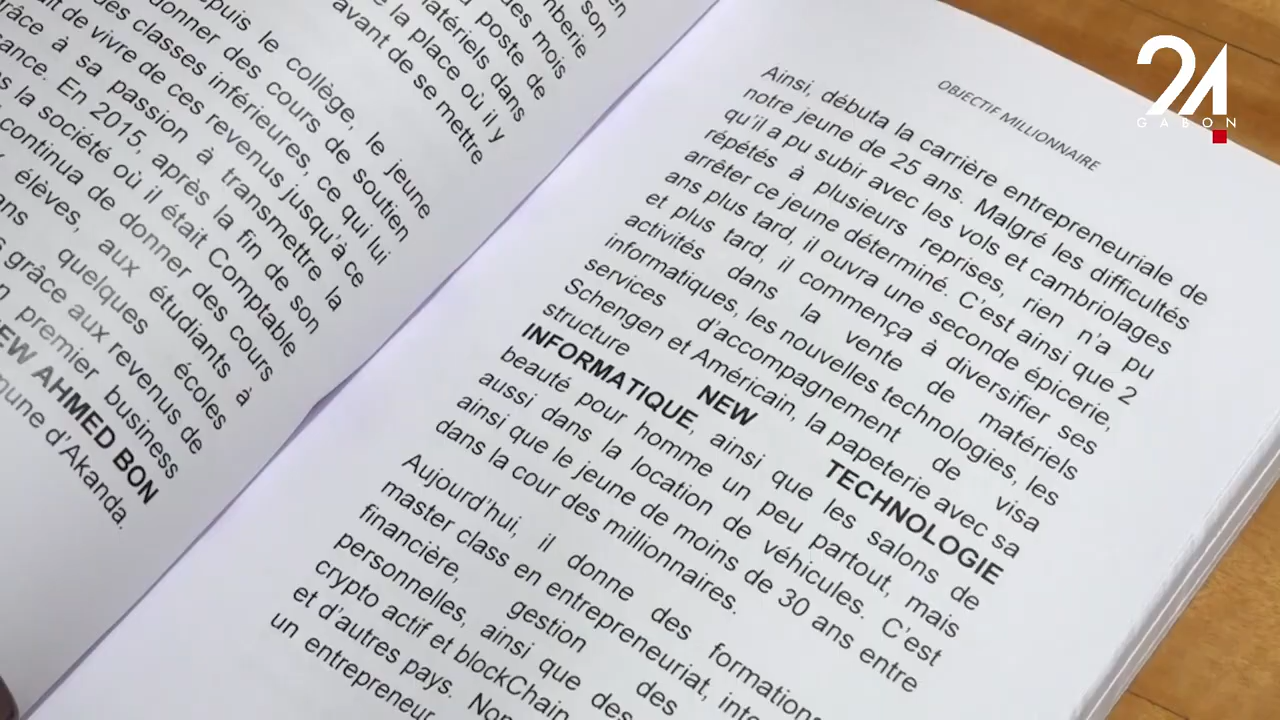 en
son
mberie
des mois
u poste de
matériels dans
e la place où il y
avant de se mettre
depuis le collège, le jeune
donner des cours de soutien
des classes inférieures, ce qui lui
de vivre de ces revenus jusqu'à ce
grâce à sa passion à transmettre la
En 2015, après la fin de son
la société où il était Comptable
continua de donner des cours
élèves, aux étudiants à
quelques écoles
grâce aux revenus de
premier business
NEW AHMED BON
d'Akanda.
OBJECTIF MILLIONNAIRE
Ainsi, débuta la carrière entrepreneuriale de
notre jeune de 25 ans. Malgré les difficultés
qu'il a pu subir avec les vols et cambriolages
répétés à plusieurs reprises, rien n'a pu
arrêter ce jeune déterminé. C'est ainsi que 2
ans plus tard, il ouvra une seconde épicerie,
et plus tard, il commença à diversifier ses
activités dans la vente de matériels
informatiques, les nouvelles technologies, les
services d'accompagnement de visa
Schengen et Américain, la papeterie avec sa
structure NEW TECHNOLOGIE
INFORMATIQUE, ainsi que les salons de
beauté pour homme un peu partout, mais
aussi dans la location de véhicules. C'est
ainsi que le jeune de moins de 30 ans entre
dans la cour des millionnaires.
Aujourd'hui, il donne des formations
master class en entrepreneuriat,
financière, gestion des
personnelles, ainsi que des
crypto actif et blockChain
et d'autres pays.
un entrepreneur
24
GABON